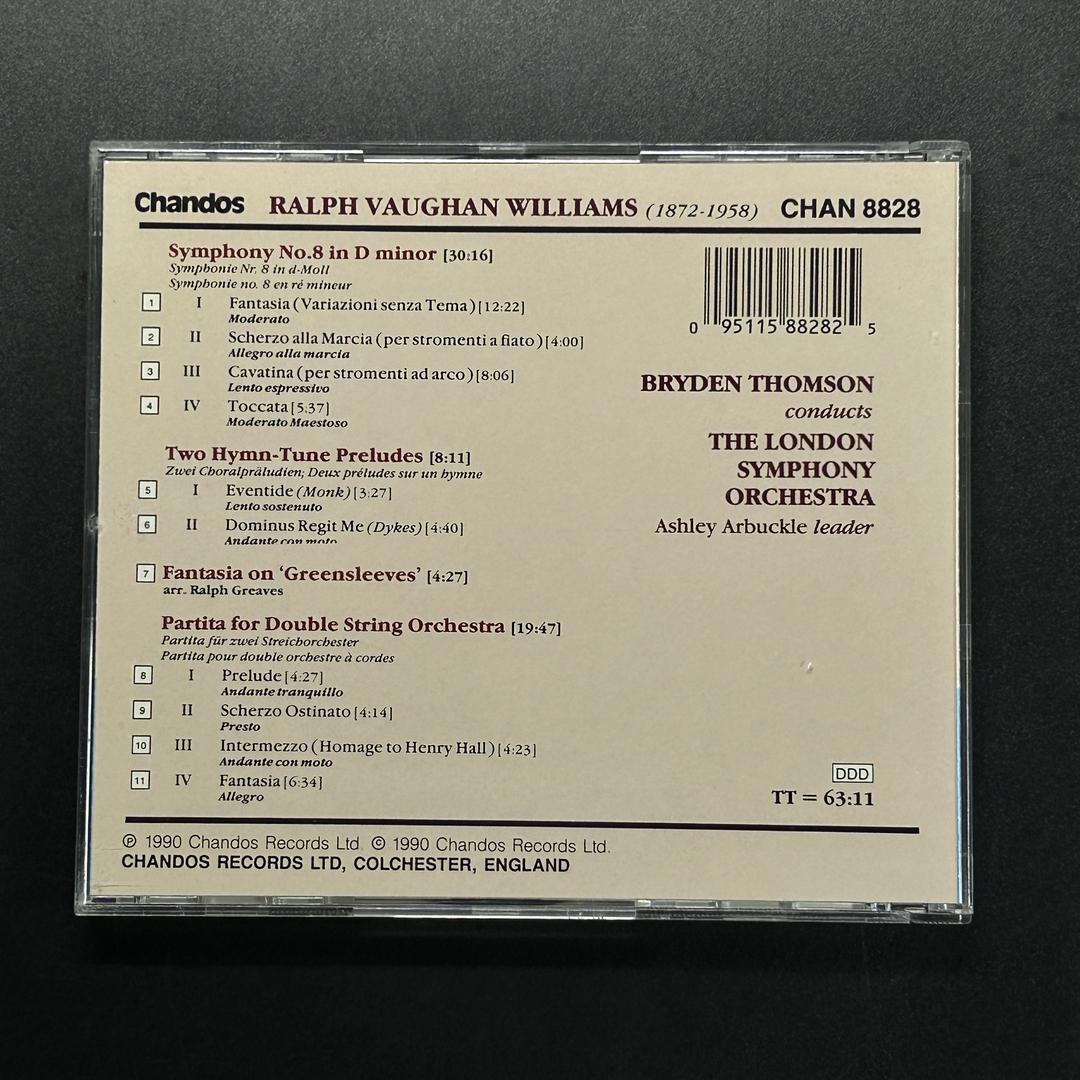 Chandos RALPH VAUGHAN WILLIAMS (1872-1958) CHAN 8828
Symphony No.8 in D minor [30:16]
Symphonie Nr. 8 in d-Moll
Symphonie no. 8 en ré mineur
1 I Fantasia (Variazioni senza Tema) [12:22]
Moderato
2 II Scherzo alla Marcia (per stromenti a fiato) [4:00]
Allegro alla marcia
3 III Cavatina (per stromenti ad arco) [8:06]
Lento espressivo
4 IV Toccata [5:37]
Moderato Maestoso
Two Hymn-Tune Preludes [8:11]
Zwei Choralpräludien; Deux préludes sur un hymne
5 I Eventide (Monk) [3:27]
Lento sostenuto
6 II Dominus Regit Me (Dykes) [4:40]
Andante con moto
7 Fantasia on ‘Greensleeves’ [4:27]
arr. Ralph Greaves
Partita for Double String Orchestra [19:47]
Partita für zwei Streichorchester
Partita pour double orchestre à cordes
8 I Prelude [4:27]
Andante tranquillo
9 II Scherzo Ostinato [4:14]
Presto
10 III Intermezzo (Homage to Henry Hall) [4:23]
Andante con moto
11 IV Fantasia [6:34]
Allegro
0 95115 88282 5
BRYDEN THOMSON
conducts
THE LONDON
SYMPHONY
ORCHESTRA
Ashley Arbuckle leader
DDD
TT = 63:11
℗ 1990 Chandos Records Ltd. © 1990 Chandos Records Ltd.
CHANDOS RECORDS LTD, COLCHESTER, ENGLAND